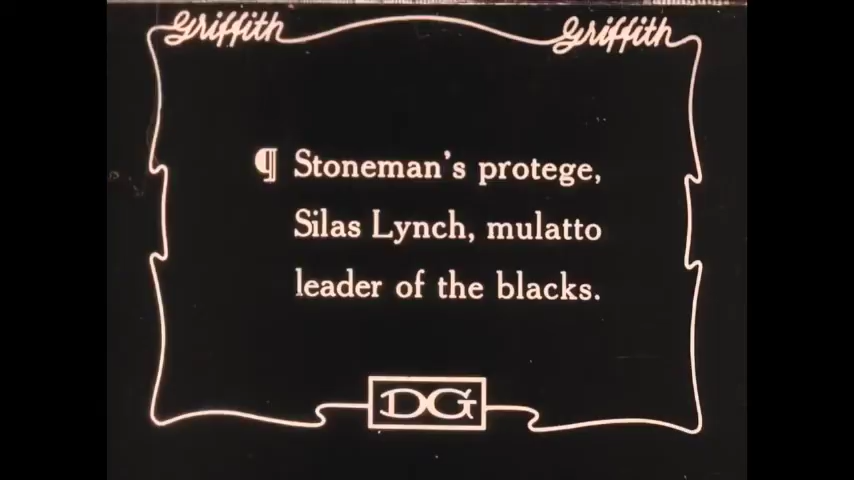 Griffith Griffith
¶ Stoneman's protege,
Silas Lynch, mulatto
leader of the blacks.
DG